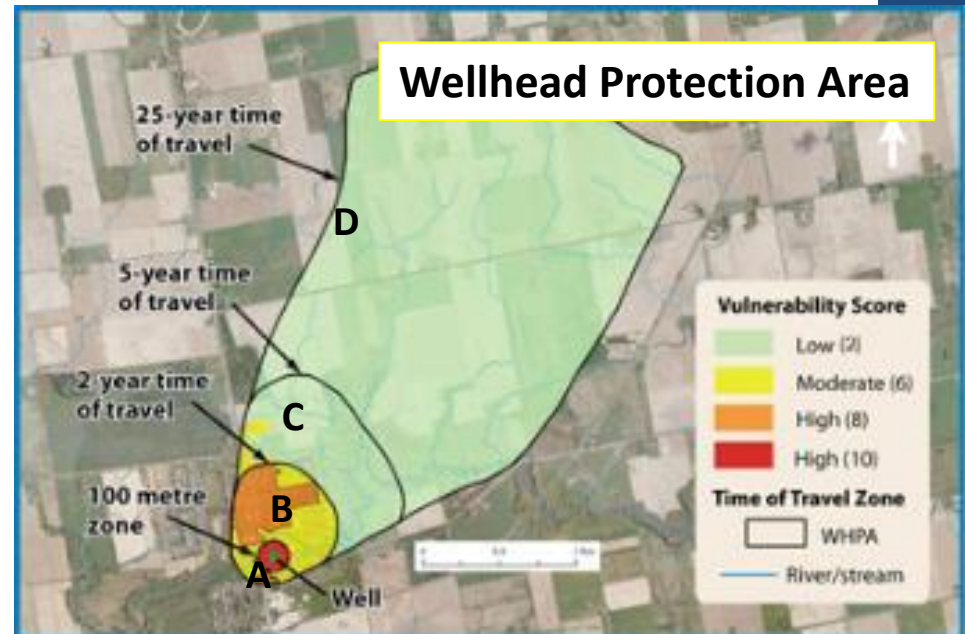 Wellhead Protection Area
25-year time
of travel
D
5-year time
of travel
2-year time
of travel
C
100 metre
zone
B
A
Well
Vulnerability Score
Low (2)
Moderate (6)
High (8)
High (10)
Time of Travel Zone
WHPA
River/stream